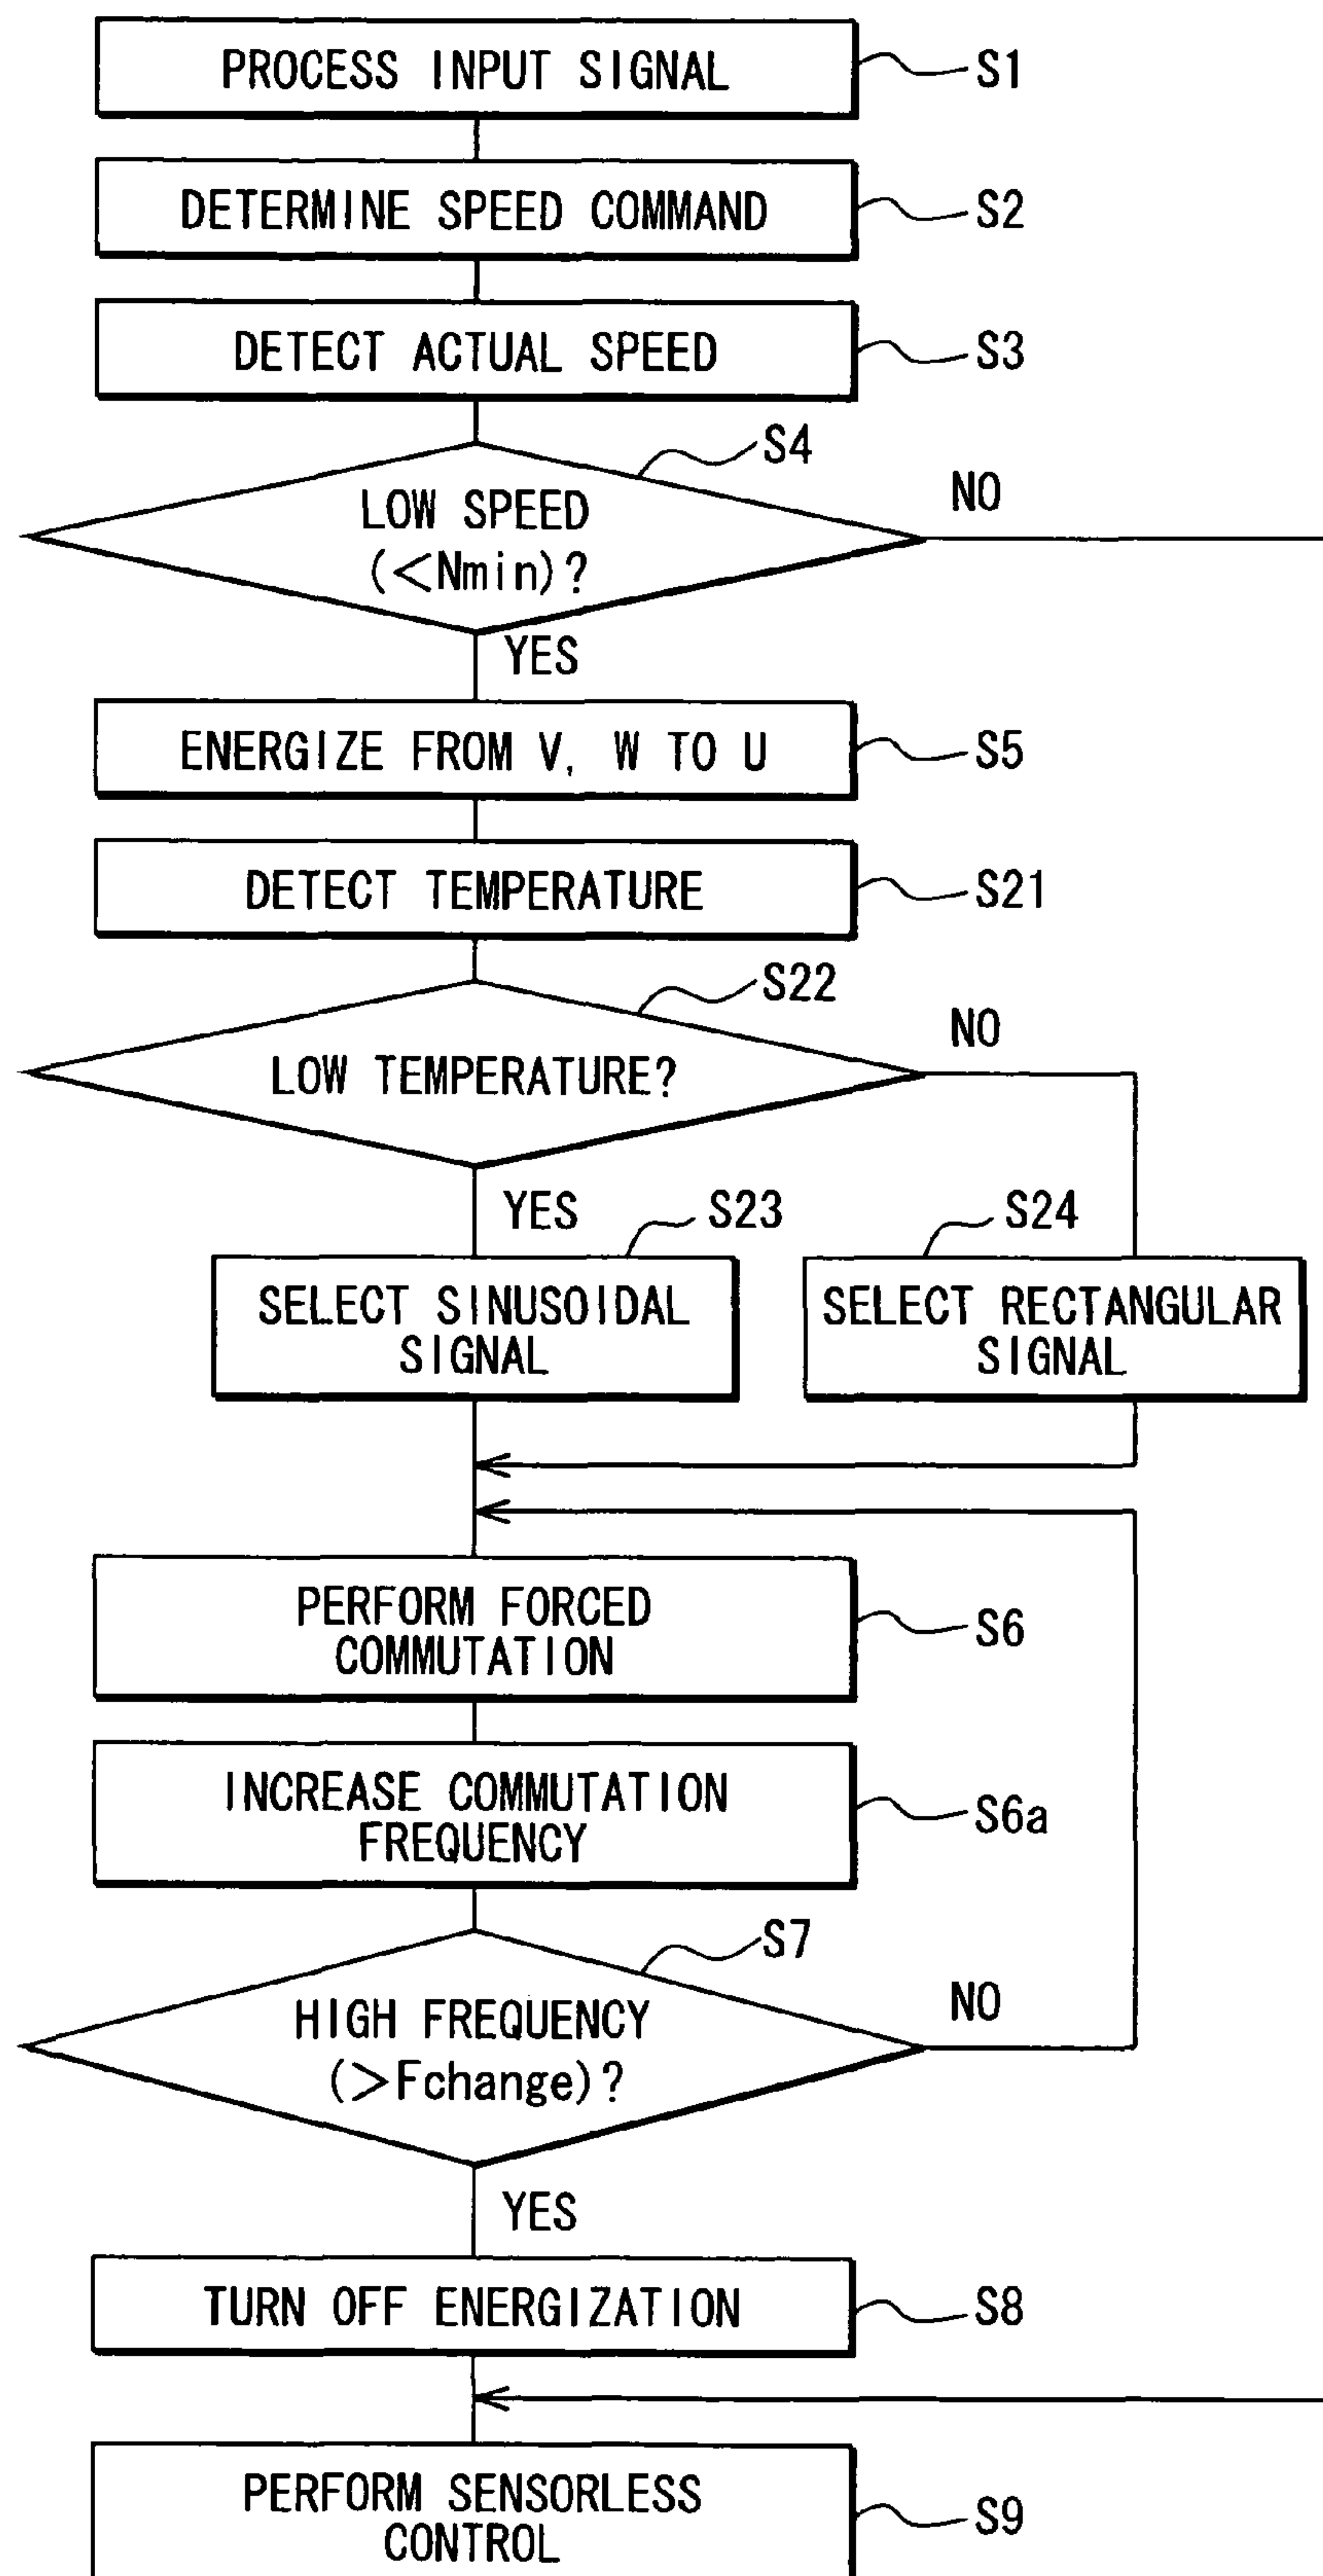 PROCESS INPUT SIGNAL
S1
DETERMINE SPEED COMMAND
S2
DETECT ACTUAL SPEED
S3
S4
LOW SPEED
(<Nmin)?
NO
YES
ENERGIZE FROM V, W TO U
S5
DETECT TEMPERATURE
S21
S22
LOW TEMPERATURE?
NO
YES
S23
SELECT SINUSOIDAL
SIGNAL
S24
SELECT RECTANGULAR
SIGNAL
PERFORM FORCED
COMMUTATION
S6
INCREASE COMMUTATION
FREQUENCY
S6a
S7
HIGH FREQUENCY
(>Fchange)?
NO
YES
TURN OFF ENERGIZATION
S8
PERFORM SENSORLESS
CONTROL
S9